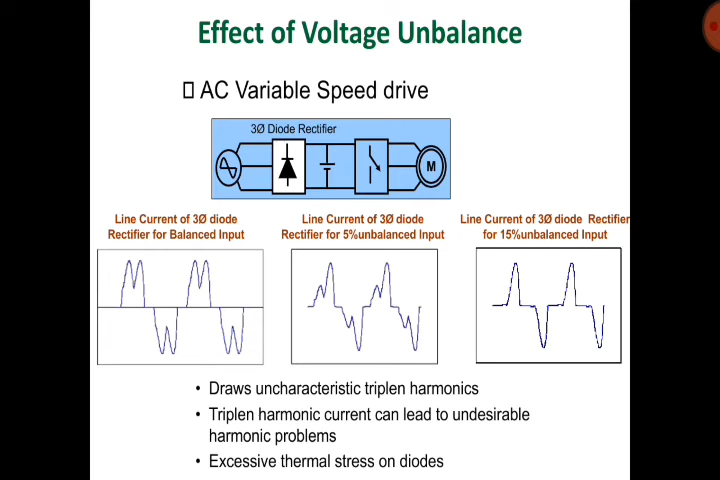 Effect of Voltage Unbalance
AC Variable Speed drive
3Ø Diode Rectifier
M
Line Current of 3Ø diode
Rectifier for Balanced Input
Line Current of 3Ø diode
Rectifier for 5%unbalanced Input
Line Current of 3Ø diode Rectifier
for 15%unbalanced Input
• Draws uncharacteristic triplen harmonics
• Triplen harmonic current can lead to undesirable
harmonic problems
• Excessive thermal stress on diodes